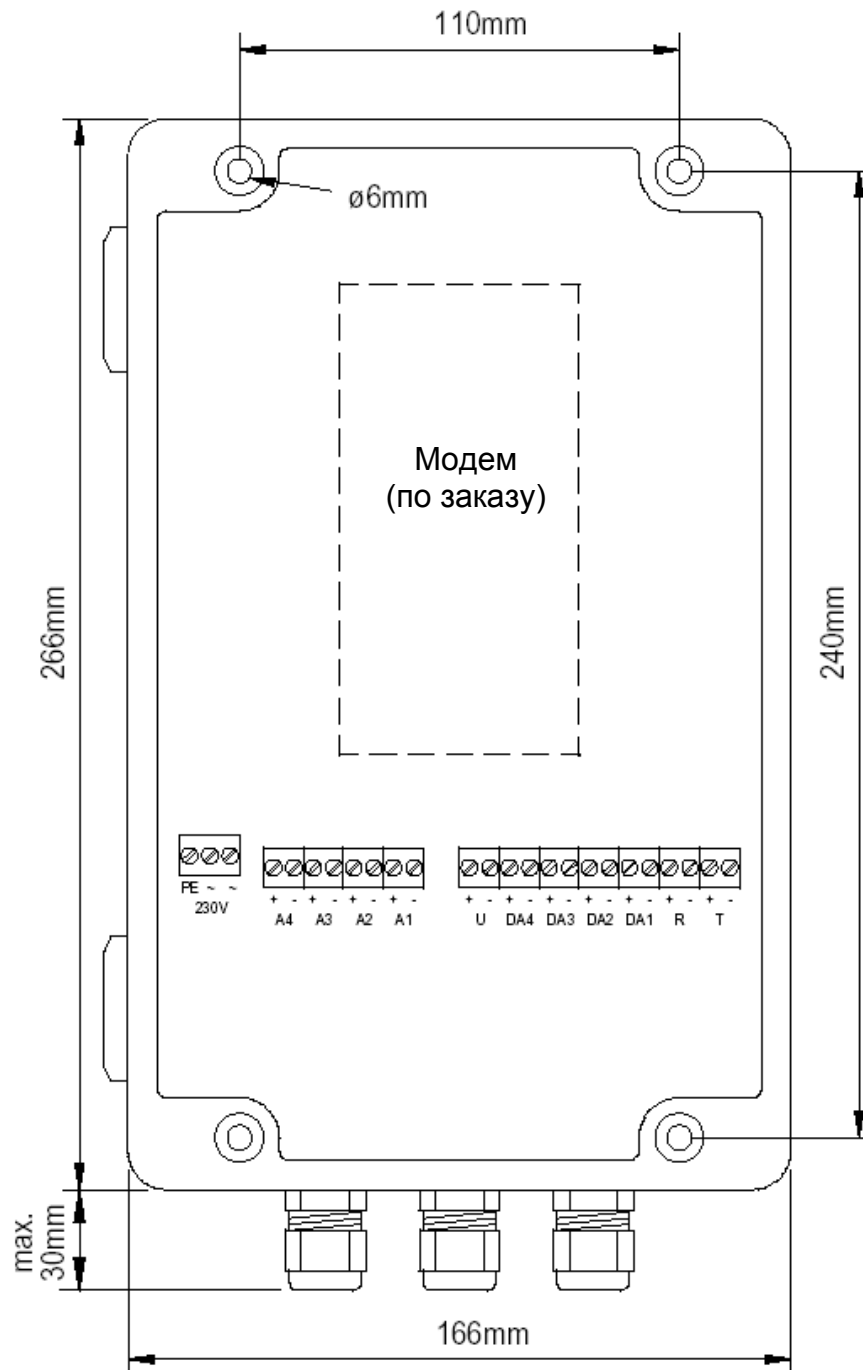 110mm
ø6mm
Модем
(по заказу)
266mm
240mm
PE ~ ~
230V
+ - + - + - + -
A4 A3 A2 A1
+ - + - + - + - + - + - + -
U DA4 DA3 DA2 DA1 R T
max.
30mm
166mm